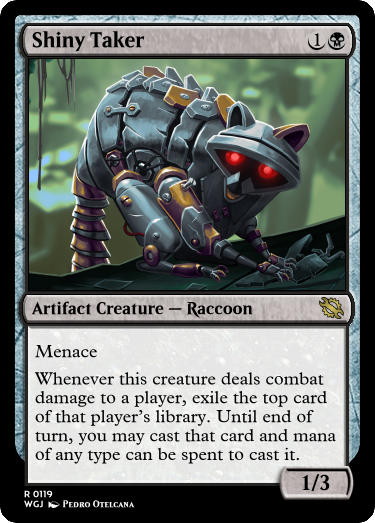 Shiny Taker 1
Artifact Creature — Raccoon
Menace
Whenever this creature deals combat
damage to a player, exile the top card
of that player's library. Until end of
turn, you may cast that card and mana
of any type can be spent to cast it.
1/3
R 0119
WGJ Pedro Otelcana